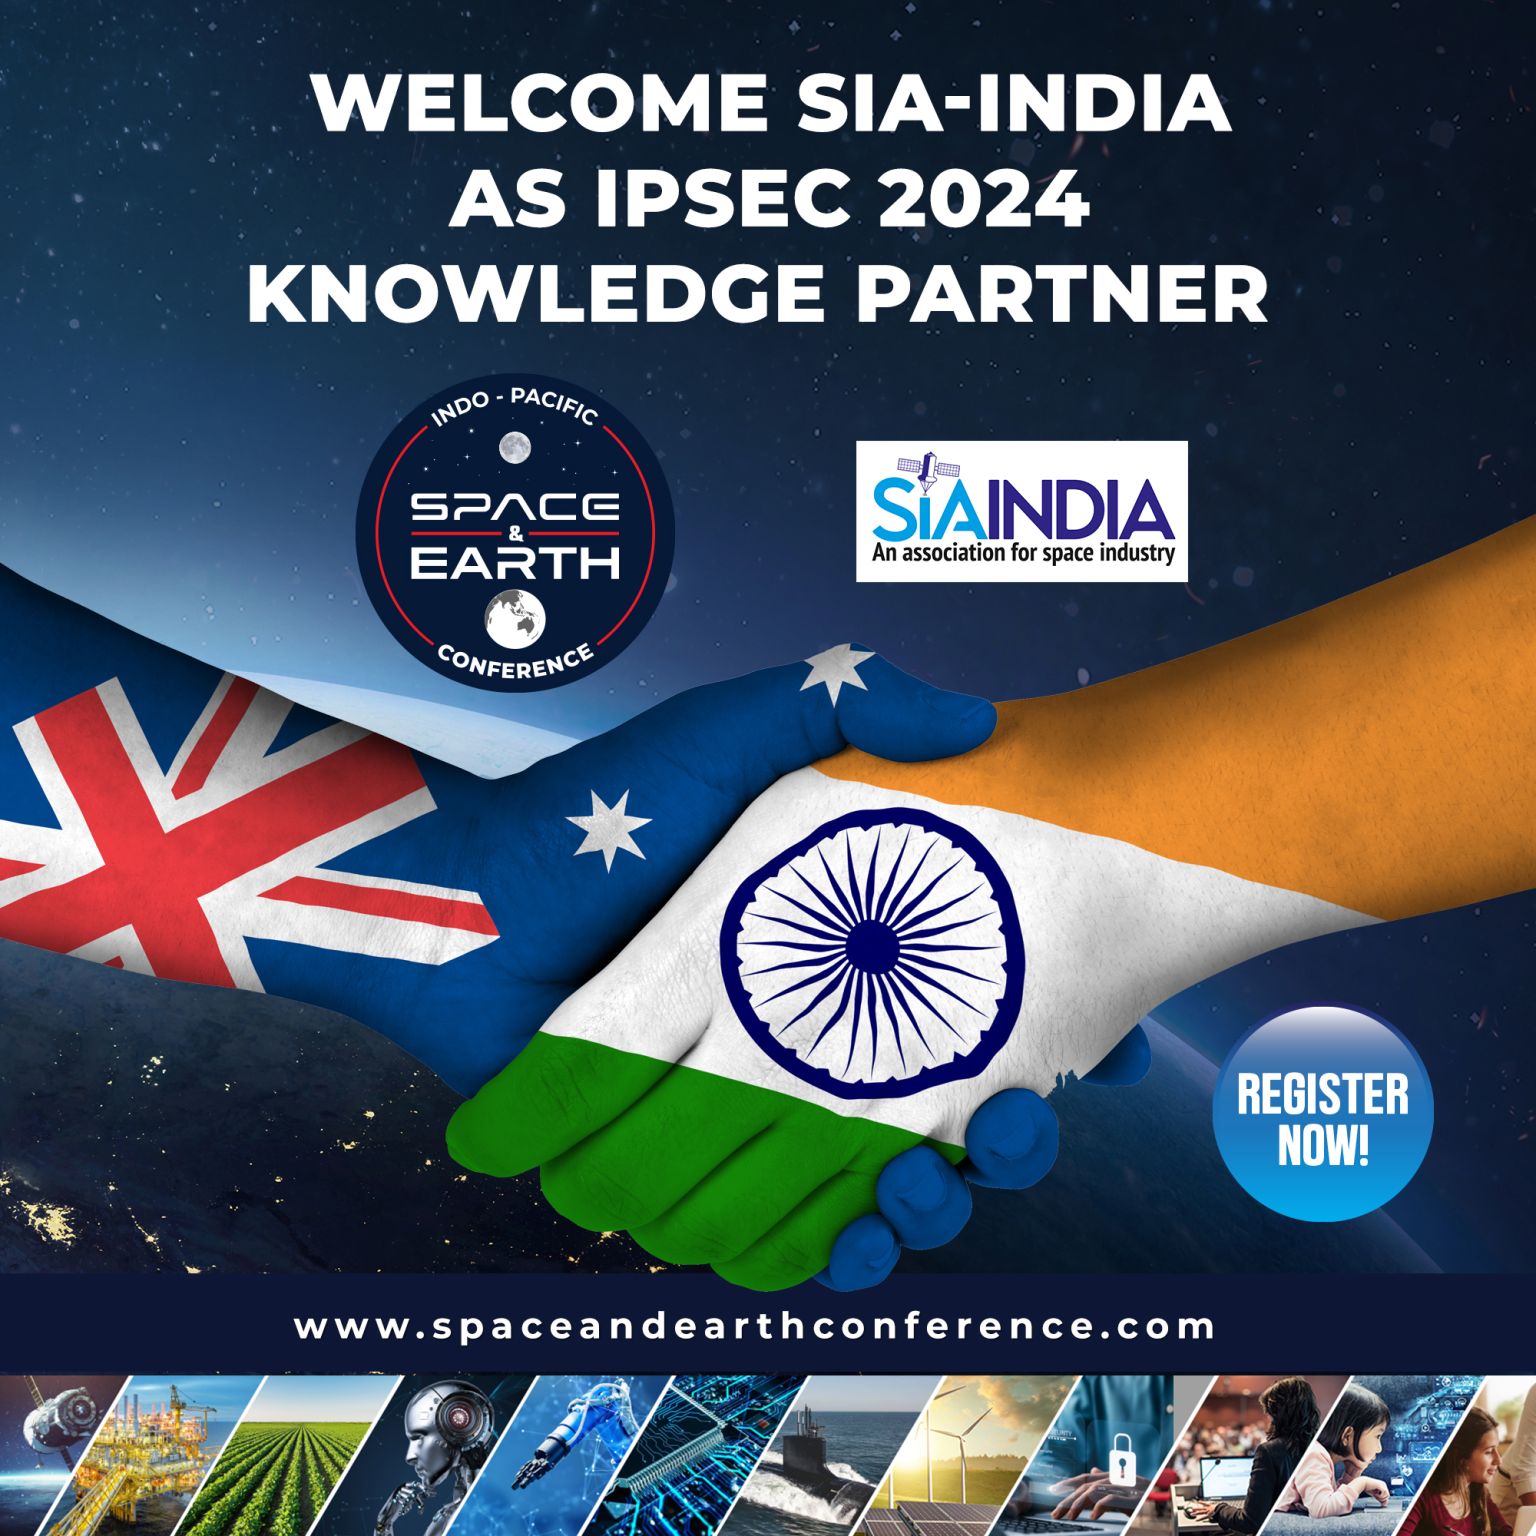 WELCOME SIA-INDIA
AS IPSEC 2024
KNOWLEDGE PARTNER
INDO - PACIFIC
SPACE
&
EARTH
CONFERENCE
SIAINDIA
An association for space industry
REGISTER
NOW!
www.spaceandearthconference.com